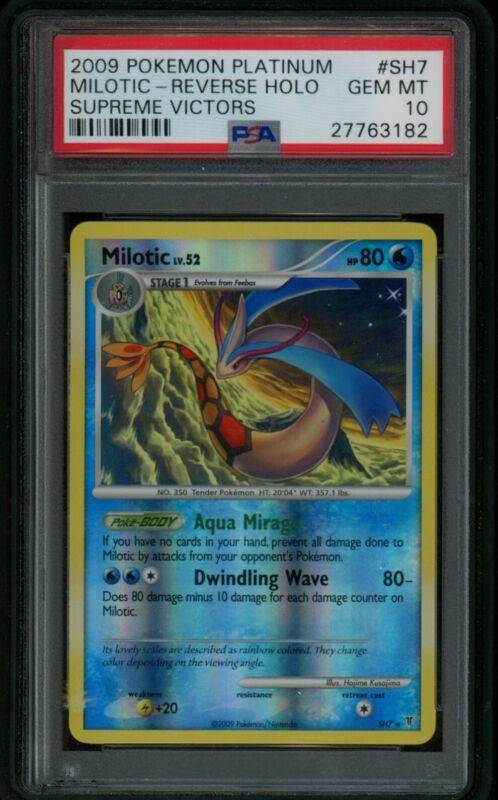 2009 POKEMON PLATINUM #SH7
MILOTIC – REVERSE HOLO GEM MT
SUPREME VICTORS 10
PSA 27763182
Milotic LV.52 HP 80
STAGE 1 Evolves from Feebas
NO. 350 Tender Pokémon HT: 20'04" WT: 357.1 lbs.
Poké-BODY Aqua Mirage
If you have no cards in your hand, prevent all damage done to
Milotic by attacks from your opponent's Pokémon.
Dwindling Wave 80–
Does 80 damage minus 10 damage for each damage counter on
Milotic.
Its lovely scales are described as rainbow colored. They change
color depending on the viewing angle.
Illus. Hajime Kusajima
weakness resistance retreat cost
+20
©2009 Pokémon/Nintendo SH7 ★